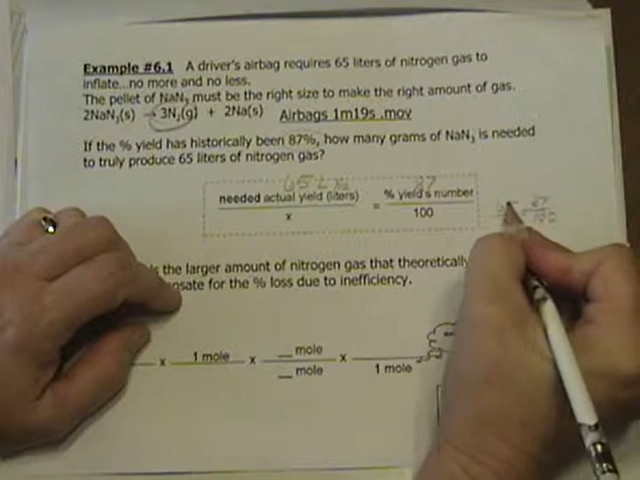 Example #6.1 A driver's airbag requires 65 liters of nitrogen gas to
inflate...no more and no less.
The pellet of NaN₃ must be the right size to make the right amount of gas.
2NaN₃(s) → 3N₂(g) + 2Na(s) Airbags 1m19s .mov
If the % yield has historically been 87%, how many grams of NaN₃ is needed
to truly produce 65 liters of nitrogen gas?
65 L N₂ 87
needed actual yield (liters) = % yield's number
x 100
87
100
is the larger amount of nitrogen gas that theoretically
for the % loss due to inefficiency.
x 1 mole x __ mole x
__ mole 1 mole